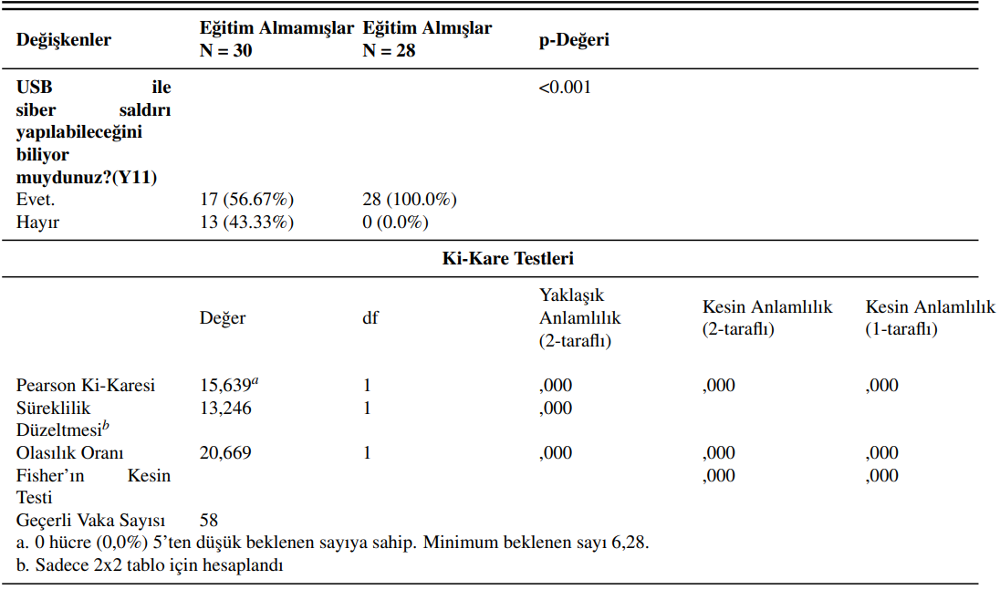 Değişkenler Eğitim Almamışlar Eğitim Almışlar p-Değeri
N = 30 N = 28
USB ile <0.001
siber saldırı
yapılabileceğini
biliyor
muydunuz?(Y11)
Evet. 17 (56.67%) 28 (100.0%)
Hayır 13 (43.33%) 0 (0.0%)
Ki-Kare Testleri
Değer df Yaklaşık Anlamlılık (2-taraflı) Kesin Anlamlılık (2-taraflı) Kesin Anlamlılık (1-taraflı)
Pearson Ki-Karesi 15,639a 1 ,000 ,000 ,000
Süreklilik 13,246 1 ,000
Düzeltmesib
Olasılık Oranı 20,669 1 ,000 ,000 ,000
Fisher'ın Kesin ,000 ,000
Testi
Geçerli Vaka Sayısı 58
a. 0 hücre (0,0%) 5'ten düşük beklenen sayıya sahip. Minimum beklenen sayı 6,28.
b. Sadece 2x2 tablo için hesaplandı